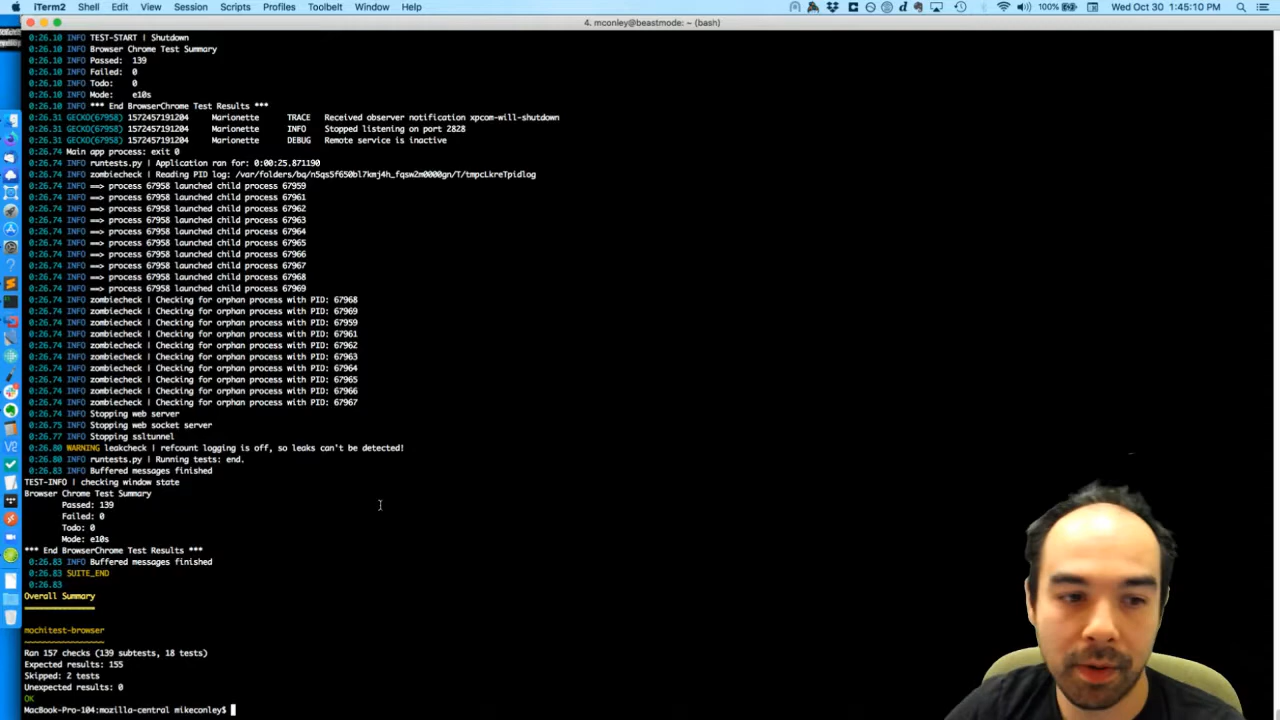 iTerm2 Shell Edit View Session Scripts Profiles Toolbelt Window Help 100% Wed Oct 30 1:45:10 PM
4. mconley@beastmode: ~ (bash)
0:26.10 INFO TEST-START | Shutdown
0:26.10 INFO Browser Chrome Test Summary
0:26.10 INFO Passed: 139
0:26.10 INFO Failed: 0
0:26.10 INFO Todo: 0
0:26.10 INFO Mode: e10s
0:26.10 INFO *** End BrowserChrome Test Results ***
0:26.31 GECKO(67958) 1572457191204 Marionette TRACE Received observer notification xpcom-will-shutdown
0:26.31 GECKO(67958) 1572457191204 Marionette INFO Stopped listening on port 2828
0:26.31 GECKO(67958) 1572457191204 Marionette DEBUG Remote service is inactive
0:26.74 Main app process: exit 0
0:26.74 INFO runtests.py | Application ran for: 0:00:25.871190
0:26.74 INFO zombiecheck | Reading PID log: /var/folders/bq/n5qs5f650bl7kmj4h_fqsw2m0000gn/T/tmpcLkreTpidlog
0:26.74 INFO ==> process 67958 launched child process 67959
0:26.74 INFO ==> process 67958 launched child process 67961
0:26.74 INFO ==> process 67958 launched child process 67962
0:26.74 INFO ==> process 67958 launched child process 67963
0:26.74 INFO ==> process 67958 launched child process 67964
0:26.74 INFO ==> process 67958 launched child process 67965
0:26.74 INFO ==> process 67958 launched child process 67966
0:26.74 INFO ==> process 67958 launched child process 67967
0:26.74 INFO ==> process 67958 launched child process 67968
0:26.74 INFO ==> process 67958 launched child process 67969
0:26.74 INFO zombiecheck | Checking for orphan process with PID: 67968
0:26.74 INFO zombiecheck | Checking for orphan process with PID: 67969
0:26.74 INFO zombiecheck | Checking for orphan process with PID: 67959
0:26.74 INFO zombiecheck | Checking for orphan process with PID: 67961
0:26.74 INFO zombiecheck | Checking for orphan process with PID: 67962
0:26.74 INFO zombiecheck | Checking for orphan process with PID: 67963
0:26.74 INFO zombiecheck | Checking for orphan process with PID: 67964
0:26.74 INFO zombiecheck | Checking for orphan process with PID: 67965
0:26.74 INFO zombiecheck | Checking for orphan process with PID: 67966
0:26.74 INFO zombiecheck | Checking for orphan process with PID: 67967
0:26.74 INFO Stopping web server
0:26.75 INFO Stopping web socket server
0:26.77 INFO Stopping ssltunnel
0:26.80 WARNING leakcheck | refcount logging is off, so leaks can't be detected!
0:26.80 INFO runtests.py | Running tests: end.
0:26.83 INFO Buffered messages finished
TEST-INFO | checking window state
Browser Chrome Test Summary
Passed: 139
Failed: 0
Todo: 0
Mode: e10s
*** End BrowserChrome Test Results ***
0:26.83 INFO Buffered messages finished
0:26.83 SUITE_END
0:26.83
Overall Summary
===============
mochitest-browser
~~~~~~~~~~~~~~~~~
Ran 157 checks (139 subtests, 18 tests)
Expected results: 155
Skipped: 2 tests
Unexpected results: 0
OK
MacBook-Pro-104:mozilla-central mikeconley$